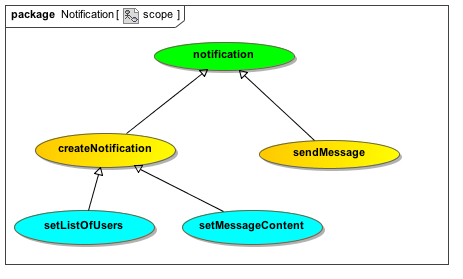 package Notification [ scope ]
notification
createNotification
sendMessage
setListOfUsers
setMessageContent